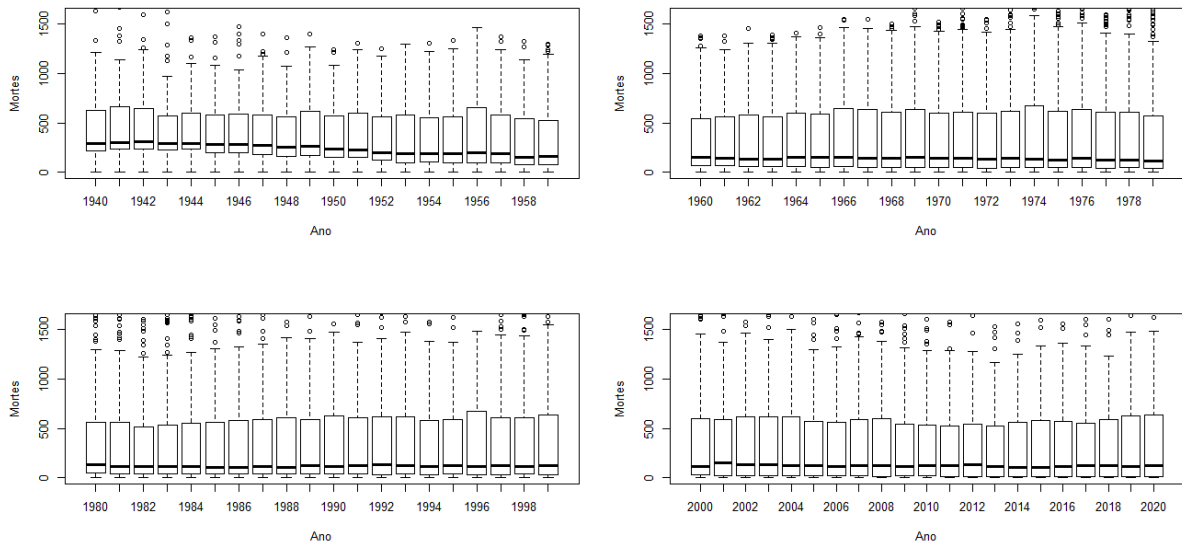 Mortes
0 500 1000 1500
1940 1942 1944 1946 1948 1950 1952 1954 1956 1958
Ano
Mortes
0 500 1000 1500
1960 1962 1964 1966 1968 1970 1972 1974 1976 1978
Ano
Mortes
0 500 1000 1500
1980 1982 1984 1986 1988 1990 1992 1994 1996 1998
Ano
Mortes
0 500 1000 1500
2000 2002 2004 2006 2008 2010 2012 2014 2016 2018 2020
Ano